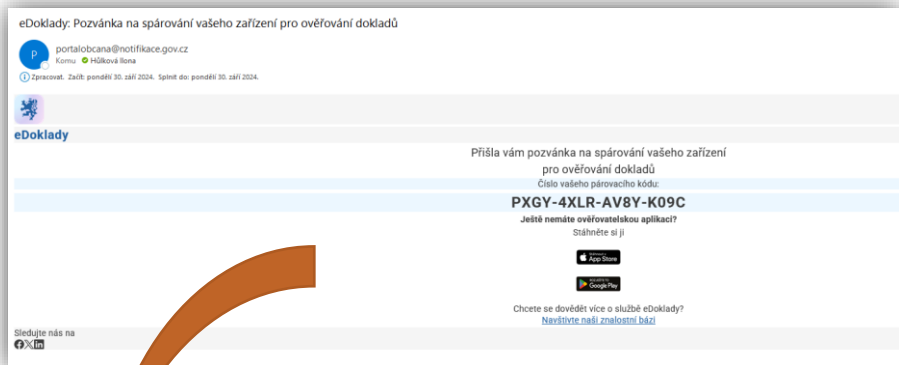 eDoklady: Pozvánka na spárování vašeho zařízení pro ověřování dokladů
P
portalobcana@notifikace.gov.cz
Komu Hůlková Ilona
Zpracovat. Začít: pondělí 30. září 2024. Splnit do: pondělí 30. září 2024.
eDoklady
Přišla vám pozvánka na spárování vašeho zařízení
pro ověřování dokladů
Číslo vašeho párovacího kódu:
PXGY-4XLR-AV8Y-K09C
Ještě nemáte ověřovatelskou aplikaci?
Stáhněte si ji
App Store
Google Play
Chcete se dovědět více o službě eDoklady?
Navštivte naši znalostní bázi
Sledujte nás na